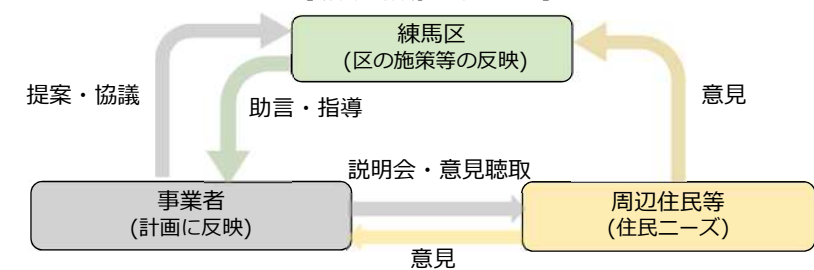 練馬区
(区の施策等の反映)
提案・協議
助言・指導
意見
説明会・意見聴取
事業者
(計画に反映)
周辺住民等
(住民ニーズ)
意見